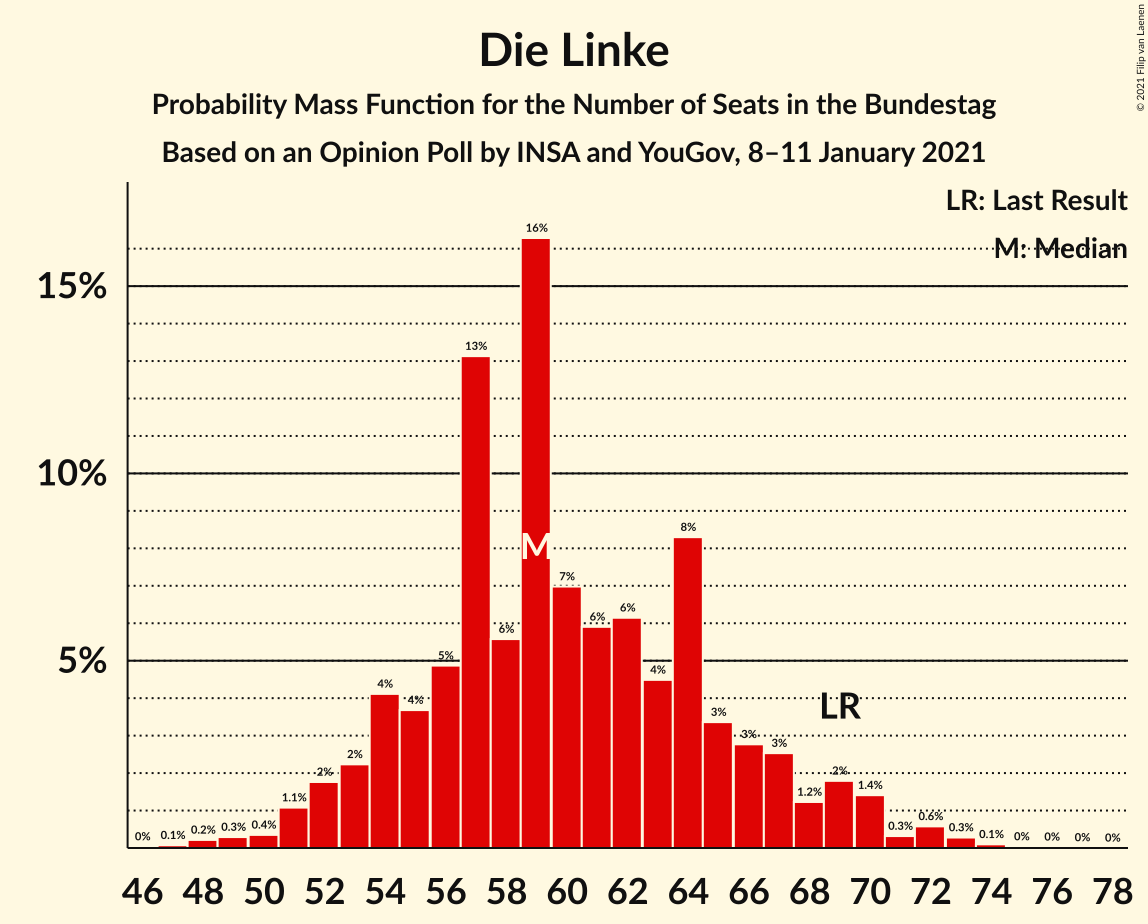 Die Linke
Probability Mass Function for the Number of Seats in the Bundestag
Based on an Opinion Poll by INSA and YouGov, 8–11 January 2021
© 2021 Filip van Laenen
LR: Last Result
M: Median
15%
10%
5%
0% 0.1% 0.2% 0.3% 0.4% 1.1% 2% 2% 4% 4% 5% 13% 6% 16% 7% 6% 6% 4% 8% 3% 3% 3% 1.2% 2% 1.4% 0.3% 0.6% 0.3% 0.1% 0% 0% 0% 0%
M
LR
46 48 50 52 54 56 58 60 62 64 66 68 70 72 74 76 78